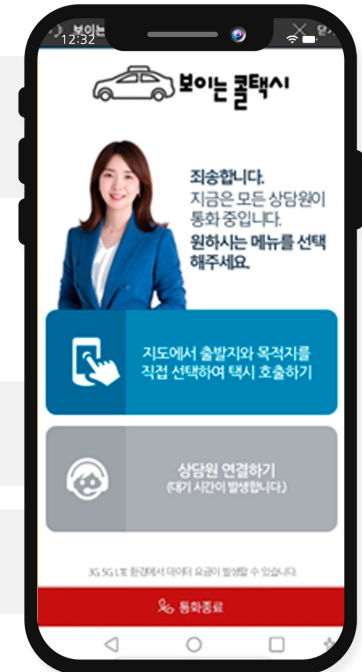 보이는
12:32
보이는 콜택시
죄송합니다.
지금은 모든 상담원이
통화 중입니다.
원하시는 메뉴를 선택
해주세요.
지도에서 출발지와 목적지를
직접 선택하여 택시 호출하기
상담원 연결하기
(대기 시간이 발생합니다.)
3G 5G LTE 환경에서 데이터 요금이 발생할 수 있습니다.
통화종료